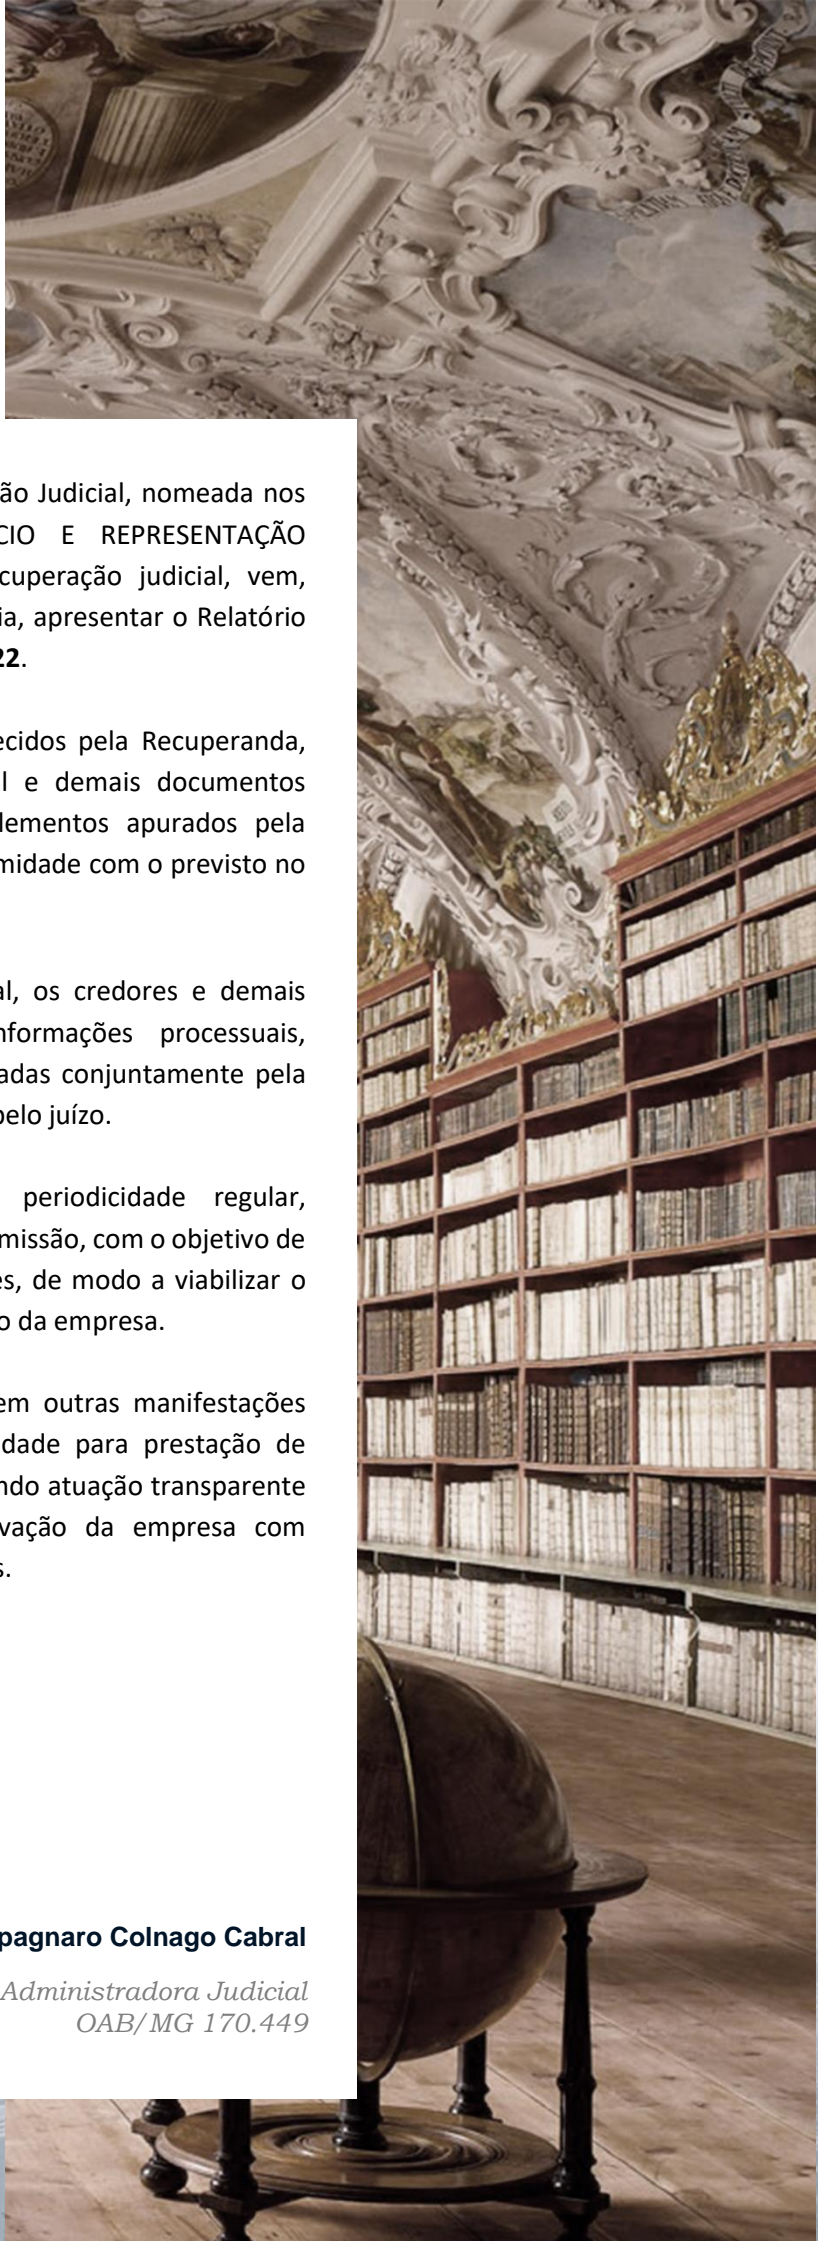 ão Judicial, nomeada nos
CIO E REPRESENTAÇÃO
cuperação judicial, vem,
ia, apresentar o Relatório
22.
ecidos pela Recuperanda,
l e demais documentos
lementos apurados pela
midade com o previsto no
al, os credores e demais
nformações processuais,
adas conjuntamente pela
pelo juízo.
periodicidade regular,
missão, com o objetivo de
es, de modo a viabilizar o
o da empresa.
em outras manifestações
dade para prestação de
ndo atuação transparente
vação da empresa com
s.
pagnaro Colnago Cabral
Administradora Judicial
OAB/MG 170.449